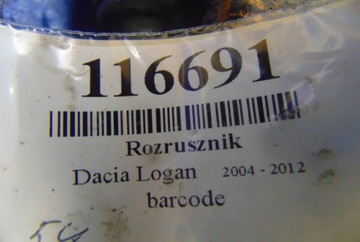 116691
Rozrusznik
Dacia Logan 2004 - 2012
barcode